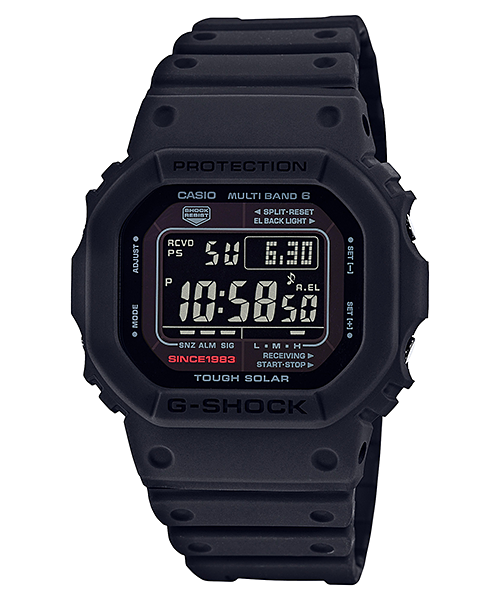 PROTECTION
CASIO MULTI BAND 6
SHOCK RESIST
◀ SPLIT·RESET
EL BACK LIGHT ▶
ADJUST
MODE
SET [-]
SET [+]
RCVD
PS
SU 6.30
P
10:58 50
A.EL
SNZ ALM SIG
L · M · H
SINCE1983
RECEIVING ▶
START·STOP ▶
TOUGH SOLAR
G-SHOCK